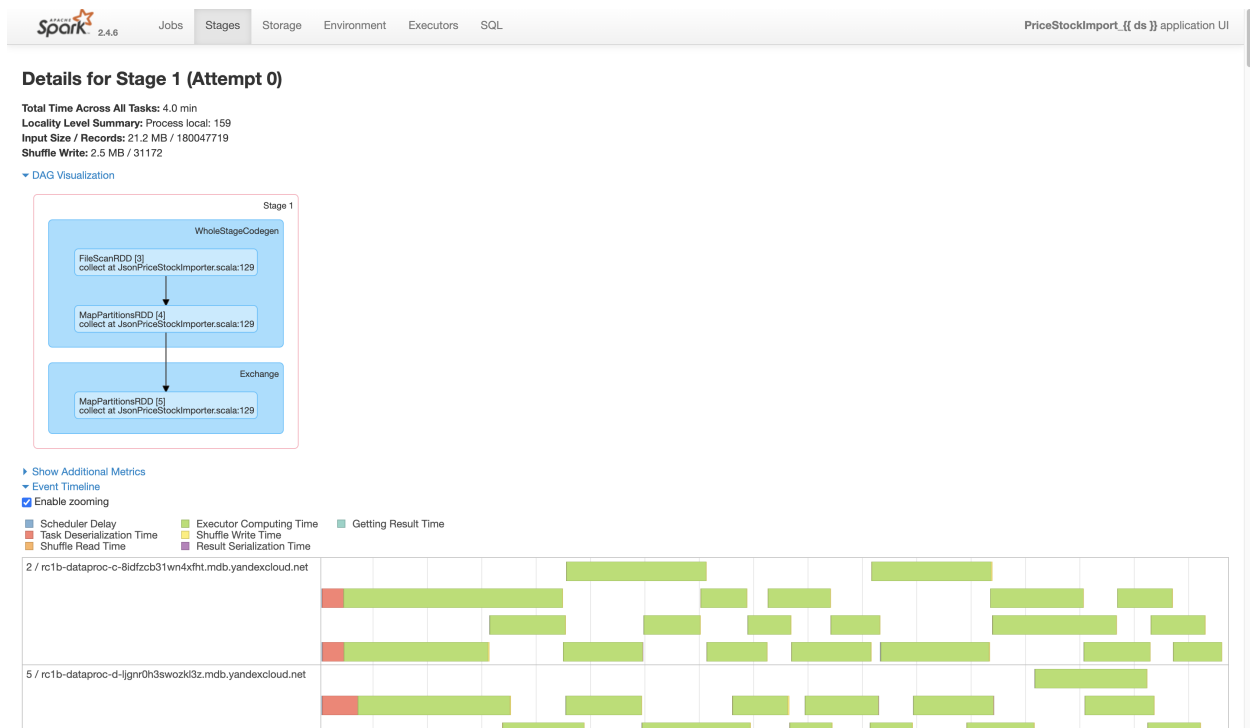 APACHE
Spark 2.4.6 Jobs Stages Storage Environment Executors SQL PriceStockImport_{{ ds }} application UI
Details for Stage 1 (Attempt 0)
Total Time Across All Tasks: 4.0 min
Locality Level Summary: Process local: 159
Input Size / Records: 21.2 MB / 180047719
Shuffle Write: 2.5 MB / 31172
DAG Visualization
Stage 1
WholeStageCodegen
FileScanRDD [3]
collect at JsonPriceStockImporter.scala:129
MapPartitionsRDD [4]
collect at JsonPriceStockImporter.scala:129
Exchange
MapPartitionsRDD [5]
collect at JsonPriceStockImporter.scala:129
Show Additional Metrics
Event Timeline
Enable zooming
Scheduler Delay Executor Computing Time Getting Result Time
Task Deserialization Time Shuffle Write Time
Shuffle Read Time Result Serialization Time
2 / rc1b-dataproc-c-8idfzcb31wn4xfht.mdb.yandexcloud.net
5 / rc1b-dataproc-d-ljgnr0h3swozkl3z.mdb.yandexcloud.net